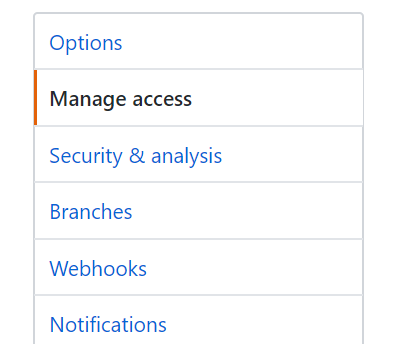 Options
Manage access
Security & analysis
Branches
Webhooks
Notifications